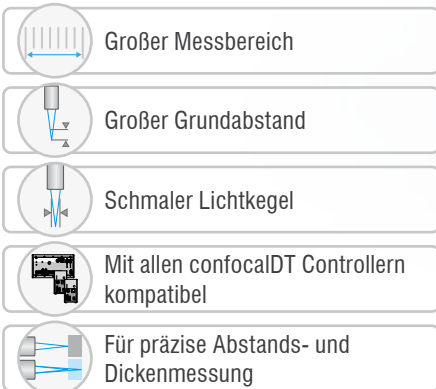 Großer Messbereich
Großer Grundabstand
Schmaler Lichtkegel
Mit allen confocalDT Controllern
kompatibel
Für präzise Abstands- und
Dickenmessung